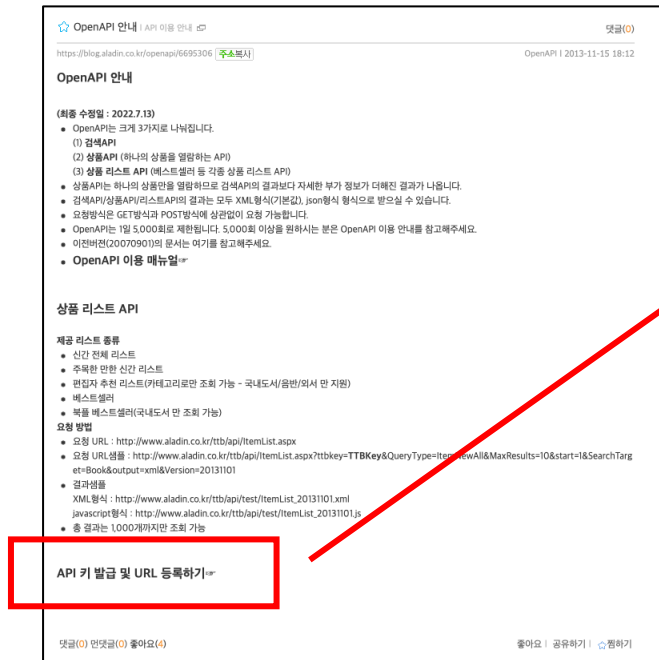 OpenAPI 안내 | API 이용 안내
댓글(0)
https://blog.aladin.co.kr/openapi/6695306 주소복사
OpenAPI | 2013-11-15 18:12
OpenAPI 안내
(최종 수정일 : 2022.7.13)
● OpenAPI는 크게 3가지로 나눠집니다.
(1) 검색API
(2) 상품API (하나의 상품을 열람하는 API)
(3) 상품 리스트 API (베스트셀러 등 각종 상품 리스트 API)
● 상품API는 하나의 상품만을 열람하므로 검색API의 결과보다 자세한 부가 정보가 더해진 결과가 나옵니다.
● 검색API/상품API/리스트API의 결과는 모두 XML형식(기본값), json형식 형식으로 받으실 수 있습니다.
● 요청방식은 GET방식과 POST방식에 상관없이 요청 가능합니다.
● OpenAPI는 1일 5,000회로 제한됩니다. 5,000회 이상을 원하시는 분은 OpenAPI 이용 안내를 참고해주세요.
● 이전버젼(20070901)의 문서는 여기를 참고해주세요.
● OpenAPI 이용 매뉴얼☞
상품 리스트 API
제공 리스트 종류
● 신간 전체 리스트
● 주목한 만한 신간 리스트
● 편집자 추천 리스트(카테고리로만 조회 가능 - 국내도서/음반/외서 만 지원)
● 베스트셀러
● 북플 베스트셀러(국내도서 만 조회 가능)
요청 방법
● 요청 URL : http://www.aladin.co.kr/ttb/api/ItemList.aspx
● 요청 URL샘플 : http://www.aladin.co.kr/ttb/api/ItemList.aspx?ttbkey=TTBKey&QueryType=ItemNewAll&MaxResults=10&start=1&SearchTarg
et=Book&output=xml&Version=20131101
● 결과샘플
XML형식 : http://www.aladin.co.kr/ttb/api/test/ItemList_20131101.xml
javascript형식 : http://www.aladin.co.kr/ttb/api/test/ItemList_20131101.js
● 총 결과는 1,000개까지만 조회 가능
API 키 발급 및 URL 등록하기☞
댓글(0) 먼댓글(0) 좋아요(4)
좋아요 | 공유하기 | ☆찜하기